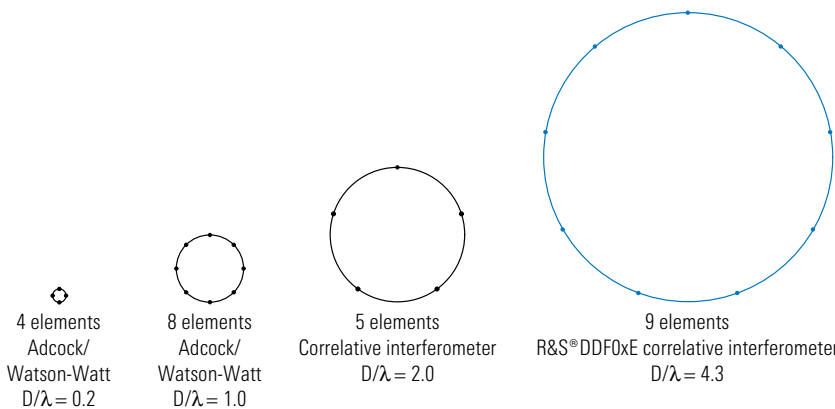 4 elements
Adcock/
Watson-Watt
D/λ = 0.2
8 elements
Adcock/
Watson-Watt
D/λ = 1.0
5 elements
Correlative interferometer
D/λ = 2.0
9 elements
R&S®DDF0xE correlative interferometer
D/λ = 4.3